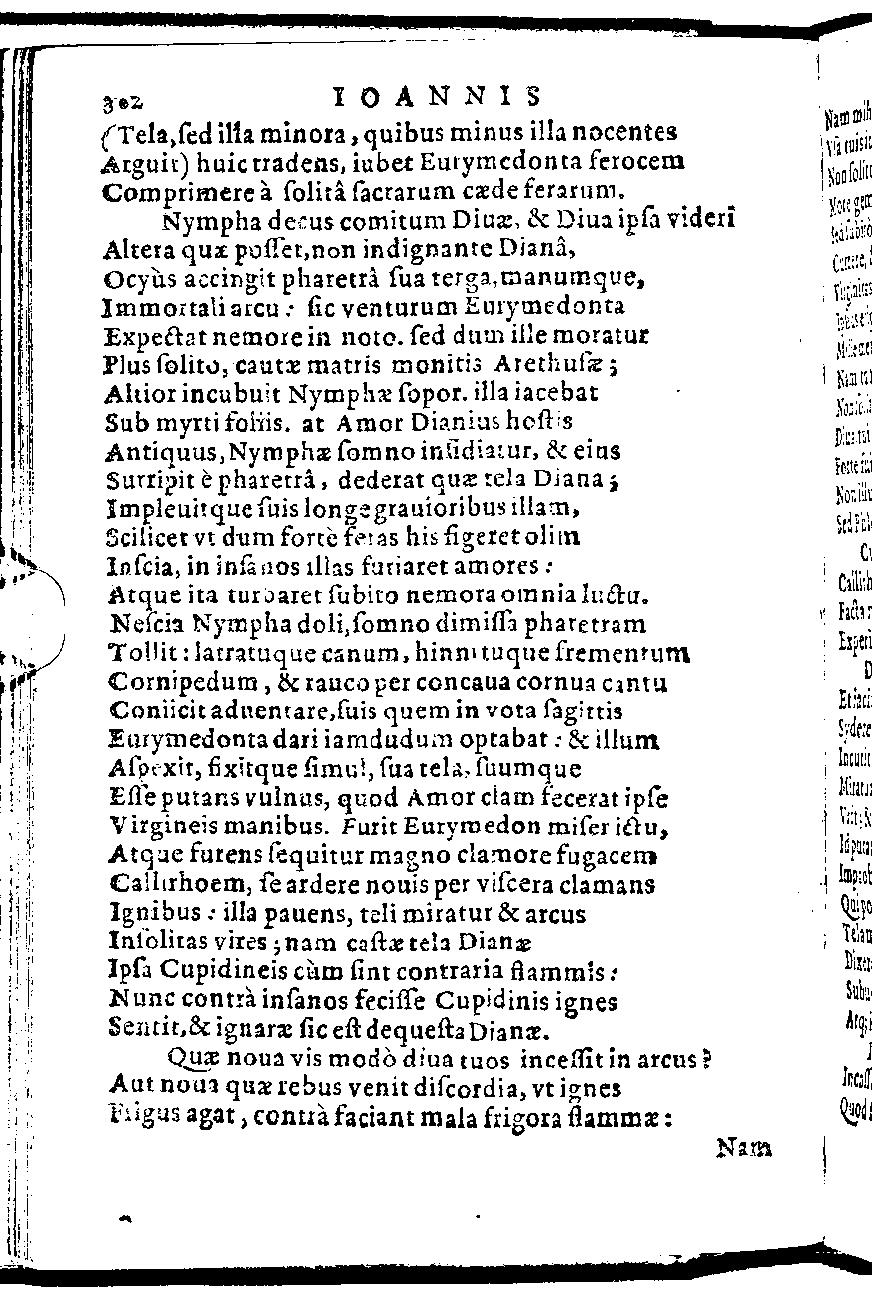 302 IOANNIS
(Tela, ſed illa minora, quibus minus illa nocentes
Arguit) huic tradens, iubet Eurymedonta ferocem
Comprimere à ſolitâ ſacrarum cæde ferarum.
Nympha decus comitum Diuæ, & Diua ipſa videri
Altera quæ poſſet, non indignante Dianâ,
Ocyùs accingit pharetrâ ſua terga, manumque,
Immortali arcu : ſic venturum Eurymedonta
Expectat nemore in noto. ſed dum ille moratur
Plus ſolito, cautæ matris monitis Arethuſæ ;
Altior incubuit Nymphæ ſopor. illa iacebat
Sub myrti foliis. at Amor Dianius hoſtis
Antiquus, Nymphæ ſomno inſidiatur, & eius
Surripit è pharetrâ, dederat quæ tela Diana ;
Impleuitque ſuis longe grauioribus illam,
Scilicet vt dum fortè feras his figeret olim
Inſcia, in inſanos illas furiaret amores :
Atque ita turbaret ſubito nemora omnia luctu.
Neſcia Nympha doli, ſomno dimiſſa pharetram
Tollit : latratuque canum, hinnituque frementum
Cornipedum, & rauco per concaua cornua cantu
Coniicit aduentare, ſuis quem in vota ſagittis
Eurymedonta dari iamdudum optabat : & illum
Aſpexit, fixitque ſimul, ſua tela, ſuumque
Eſſe putans vulnus, quod Amor clam fecerat ipſe
Virgineis manibus. Furit Eurymedon miſer ictu,
Atque furens ſequitur magno clamore fugacem
Callirhoem, ſe ardere nouis per viſcera clamans
Ignibus : illa pauens, teli miratur & arcus
Inſolitas vires ; nam caſtæ tela Dianæ
Ipſa Cupidineis cùm ſint contraria flammis :
Nunc contrà inſanos feciſſe Cupidinis ignes
Sentit, & ignaræ ſic eſt dequeſta Dianæ.
Quæ noua vis modò diua tuos inceſſit in arcus ?
Aut noua quæ rebus venit diſcordia, vt ignes
Frigus agat, contrà faciant mala frigora flammæ :
Nam